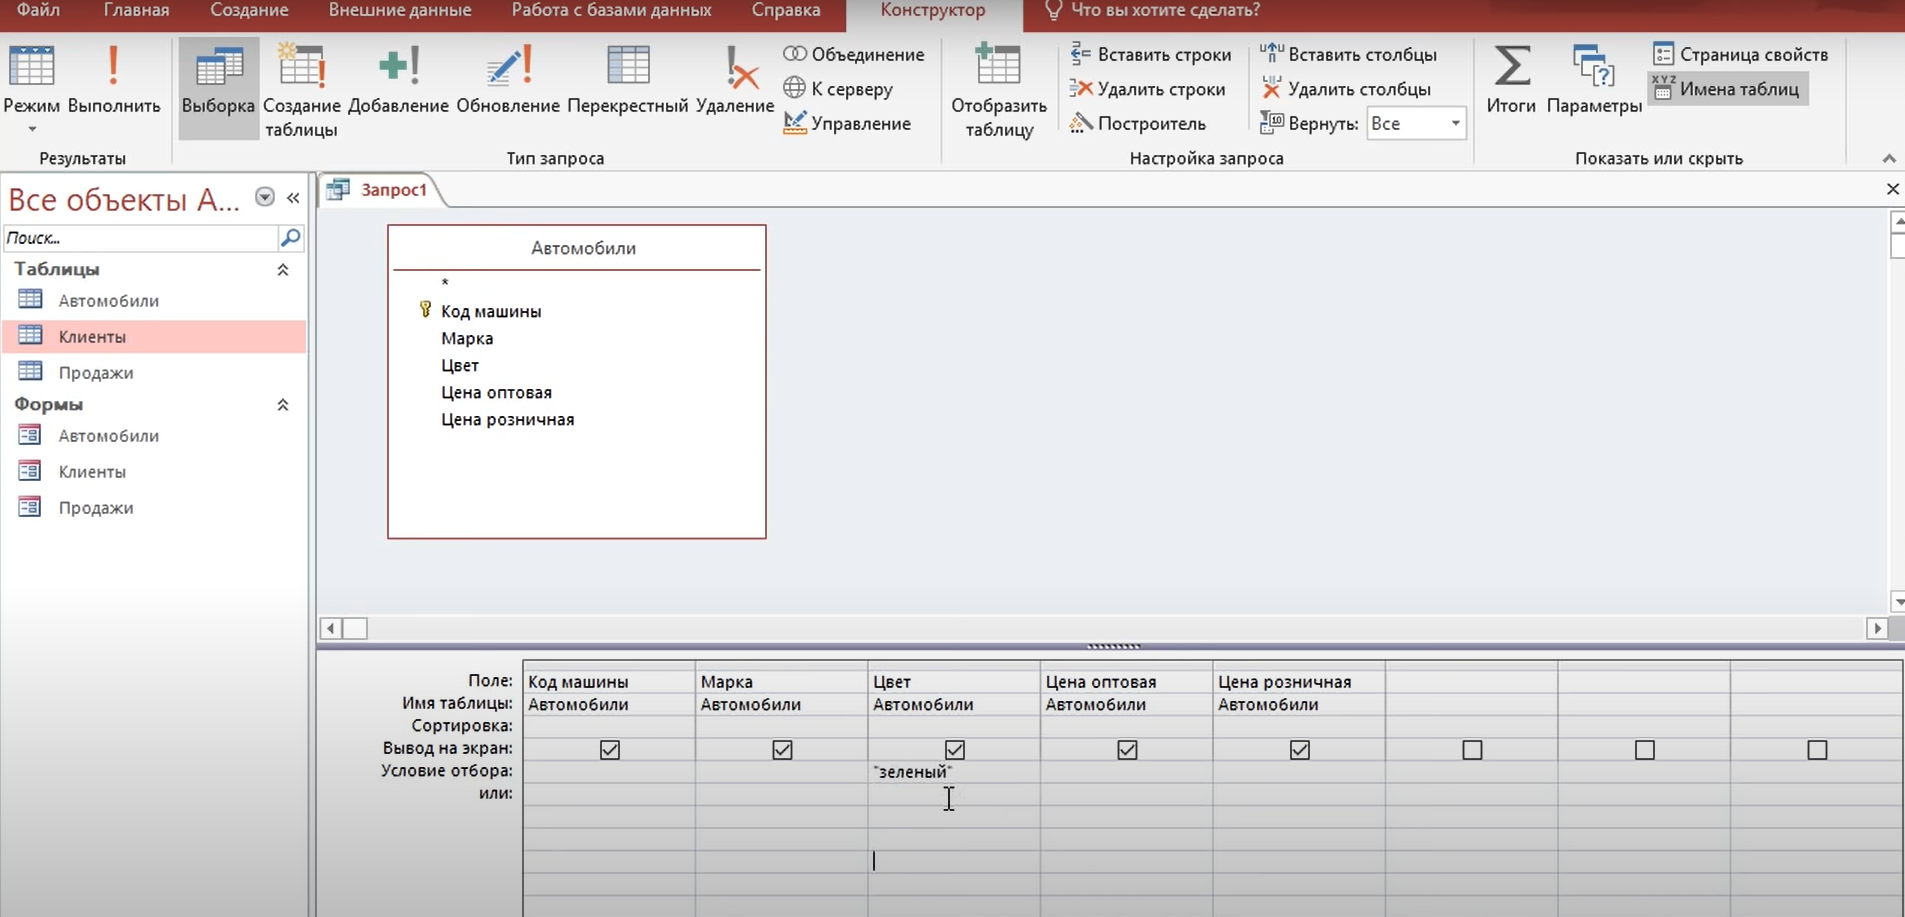 Файл Главная Создание Внешние данные Работа с базами данных Справка Конструктор Что вы хотите сделать?
Режим Выполнить
Результаты
Выборка Создание таблицы Добавление Обновление Перекрестный Удаление
Объединение
К серверу
Управление
Тип запроса
Отобразить таблицу
Вставить строки
Удалить строки
Построитель
Вставить столбцы
Удалить столбцы
Вернуть: Все
Настройка запроса
Итоги Параметры
Страница свойств
XYZ Имена таблиц
Показать или скрыть
Все объекты A...
Поиск...
Таблицы
Автомобили
Клиенты
Продажи
Формы
Автомобили
Клиенты
Продажи
Запрос1
Автомобили
*
Код машины
Марка
Цвет
Цена оптовая
Цена розничная
Поле: Код машины Марка Цвет Цена оптовая Цена розничная
Имя таблицы: Автомобили Автомобили Автомобили Автомобили Автомобили
Сортировка:
Вывод на экран:
Условие отбора: "зеленый"
или: